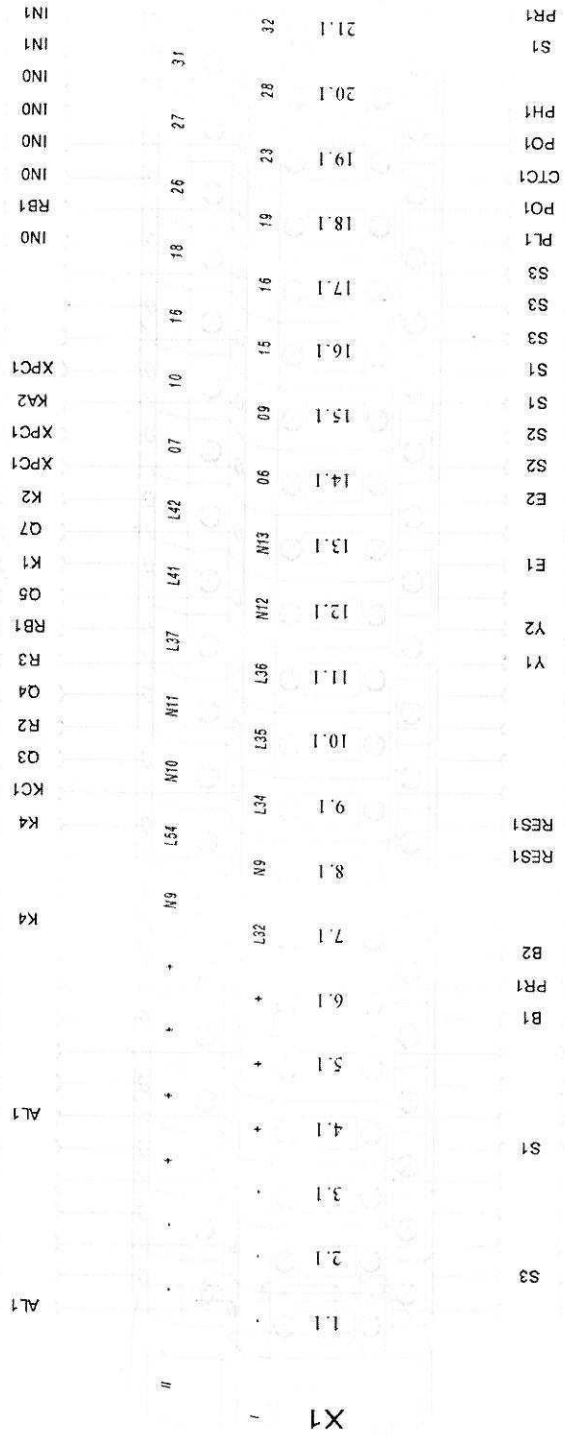 X1
S3
S1
B1
PR1
B2
RES1
RES1
Y1
Y2
E1
E2
S2
S2
S1
S1
S3
S3
S3
PL1
PO1
CTC1
PO1
PH1
S1
PR1
1.1
2.1
3.1
4.1
5.1
6.1
7.1
8.1
9.1
10.1
11.1
12.1
13.1
14.1
15.1
16.1
17.1
18.1
19.1
20.1
21.1
I
.
.
.
+
+
+
L32
N9
L34
L35
L36
N12
N13
06
09
15
16
19
23
28
32
II
.
.
+
+
+
+
N9
L54
N10
N11
L37
L41
L42
07
10
16
18
26
27
31
AL1
AL1
K4
K4
KC1
Q3
R2
Q4
R3
RB1
Q5
K1
Q7
K2
XPC1
XPC1
KA2
XPC1
IN0
RB1
IN0
IN0
IN0
IN0
IN1
IN1